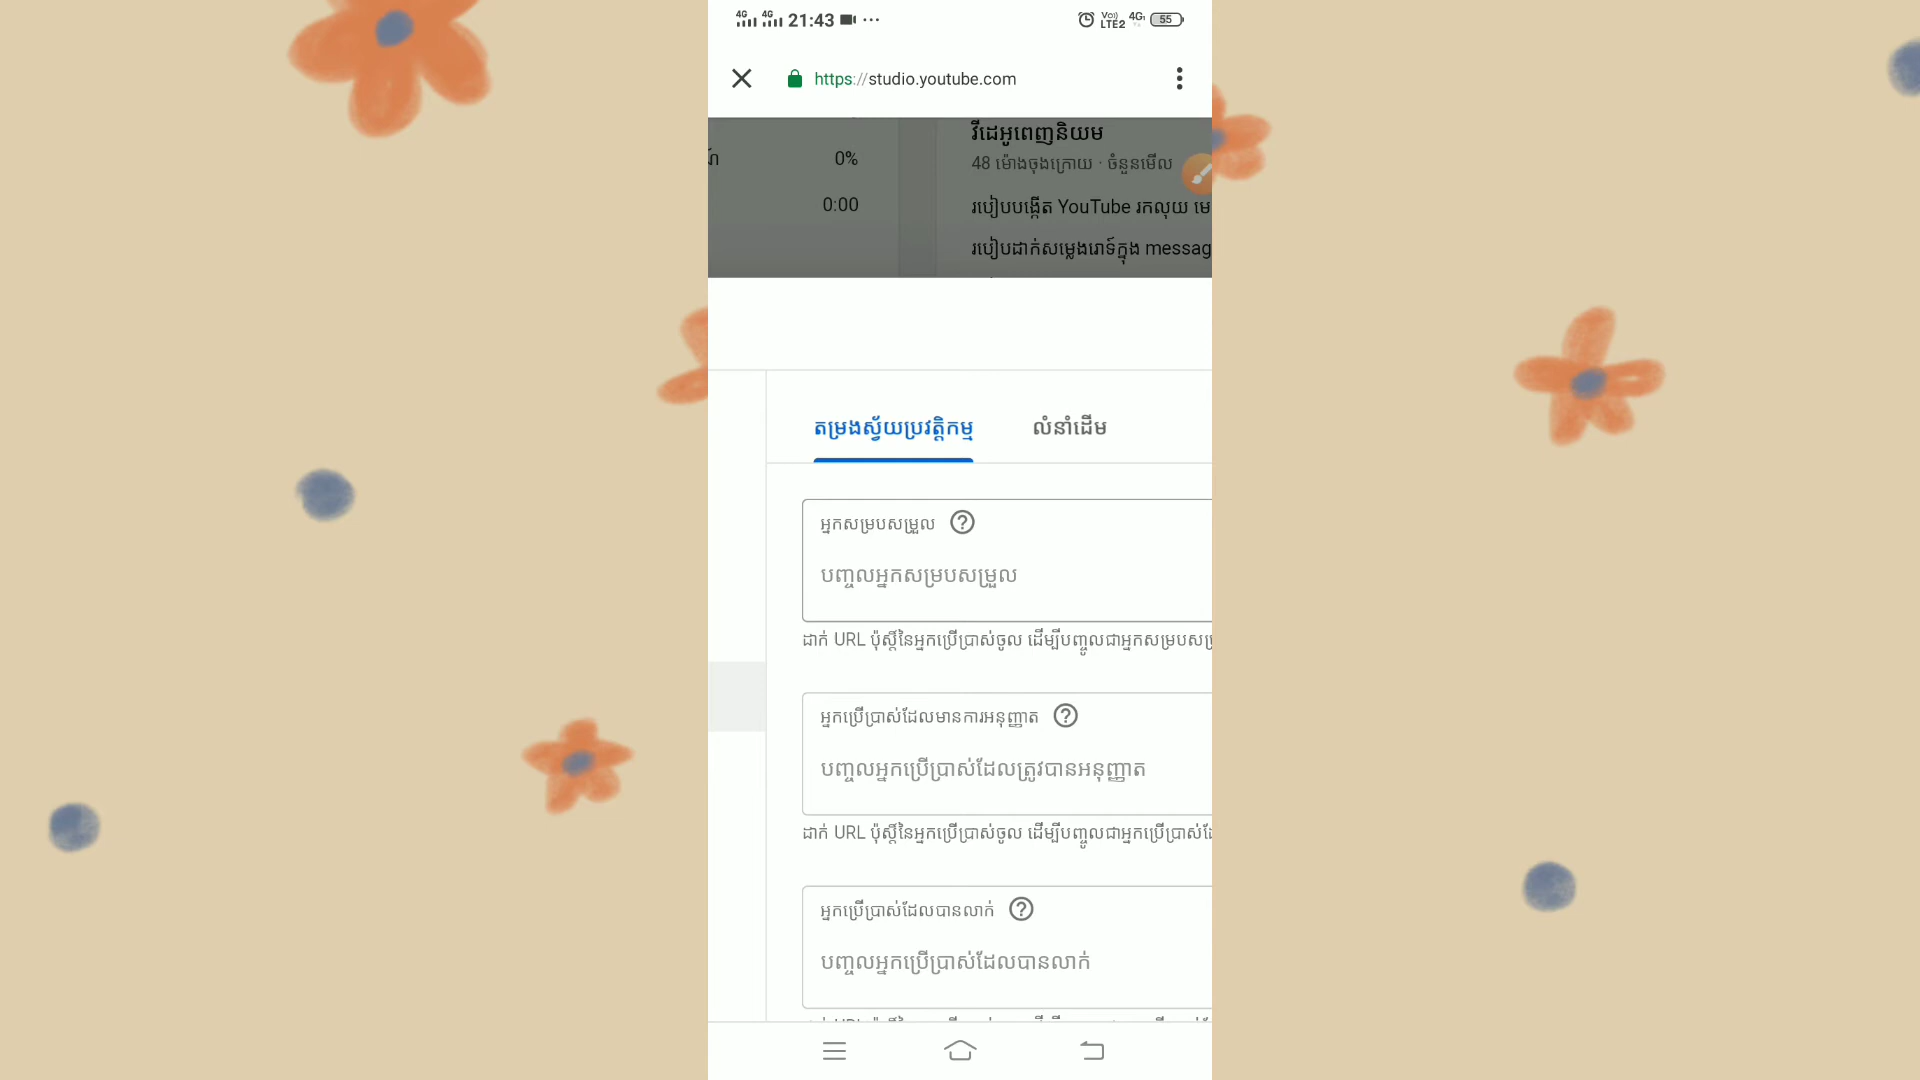 4G 4G 21:43 ··· Vo) LTE2 4G 55
https://studio.youtube.com
វីដេអូពេញនិយម
0%
48 ម៉ោងចុងក្រោយ · ចំនួនមើល
0:00
របៀបបង្កើត YouTube រកលុយ មេ
របៀបដាក់សម្លេងរោទ៍ក្នុង messag
តម្រងស្វ័យប្រវត្តិកម្ម លំនាំដើម
អ្នកសម្របសម្រួល ?
បញ្ចូលអ្នកសម្របសម្រួល
ដាក់ URL ប៉ុស្តិ៍នៃអ្នកប្រើប្រាស់ចូល ដើម្បីបញ្ចូលជាអ្នកសម្របស
អ្នកប្រើប្រាស់ដែលមានការអនុញ្ញាត ?
បញ្ចូលអ្នកប្រើប្រាស់ដែលត្រូវបានអនុញ្ញាត
ដាក់ URL ប៉ុស្តិ៍នៃអ្នកប្រើប្រាស់ចូល ដើម្បីបញ្ចូលជាអ្នកប្រើប្រាស់
អ្នកប្រើប្រាស់ដែលបានលាក់ ?
បញ្ចូលអ្នកប្រើប្រាស់ដែលបានលាក់